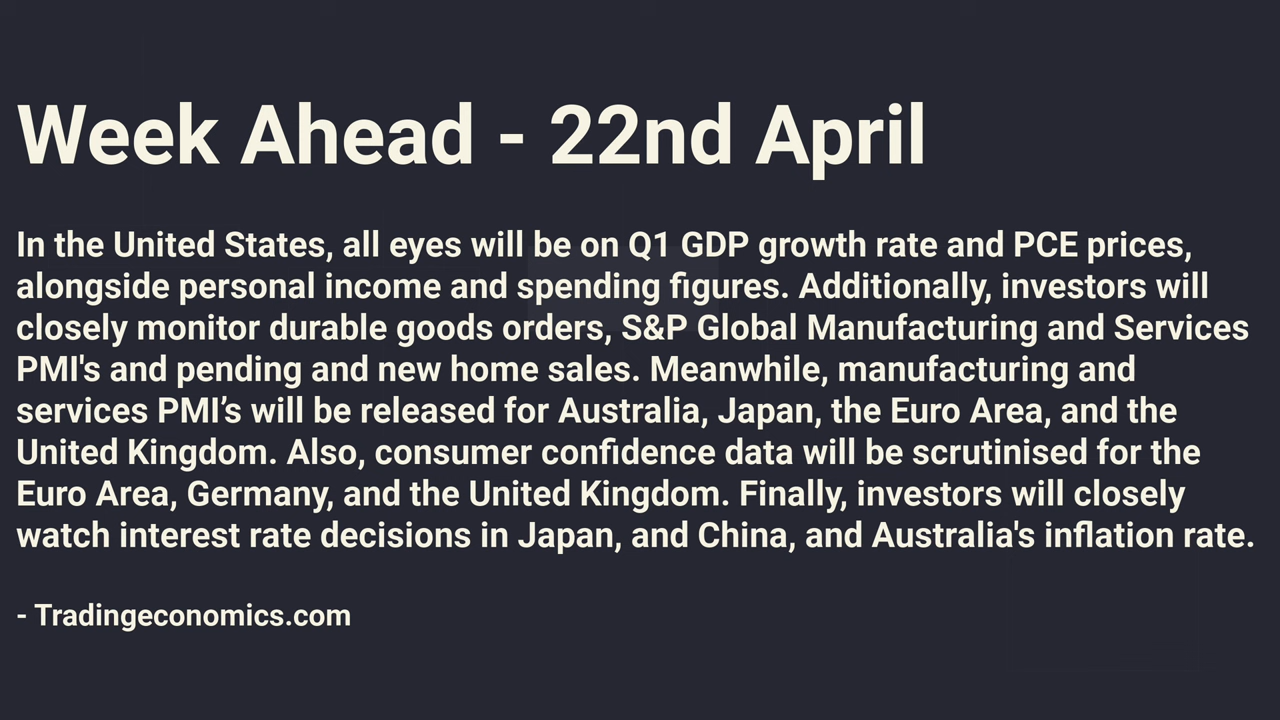 Week Ahead - 22nd April
In the United States, all eyes will be on Q1 GDP growth rate and PCE prices,
alongside personal income and spending figures. Additionally, investors will
closely monitor durable goods orders, S&P Global Manufacturing and Services
PMI's and pending and new home sales. Meanwhile, manufacturing and
services PMI’s will be released for Australia, Japan, the Euro Area, and the
United Kingdom. Also, consumer confidence data will be scrutinised for the
Euro Area, Germany, and the United Kingdom. Finally, investors will closely
watch interest rate decisions in Japan, and China, and Australia's inflation rate.
- Tradingeconomics.com